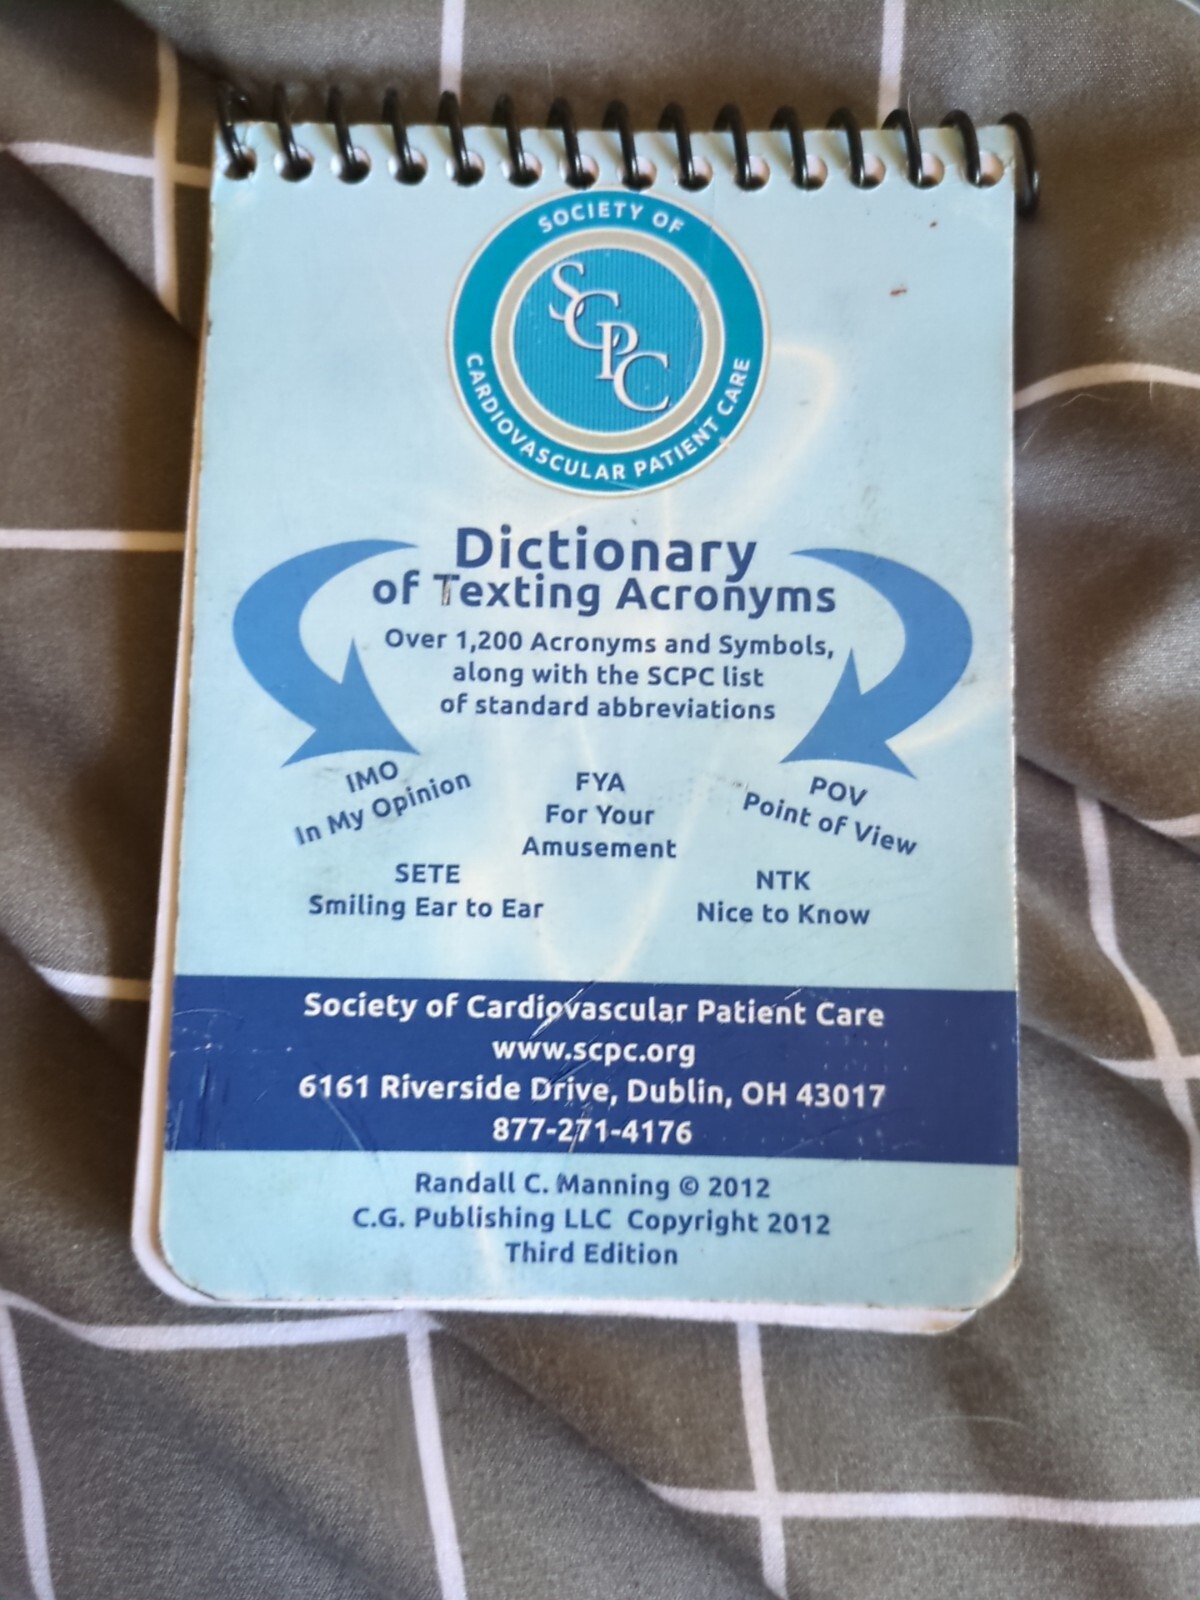 SOCIETY OF
SCPC
CARDIOVASCULAR PATIENT CARE
Dictionary
of Texting Acronyms
Over 1,200 Acronyms and Symbols,
along with the SCPC list
of standard abbreviations
IMO
In My Opinion
FYA
For Your
Amusement
POV
Point of View
SETE
Smiling Ear to Ear
NTK
Nice to Know
Society of Cardiovascular Patient Care
www.scpc.org
6161 Riverside Drive, Dublin, OH 43017
877-271-4176
Randall C. Manning © 2012
C.G. Publishing LLC Copyright 2012
Third Edition